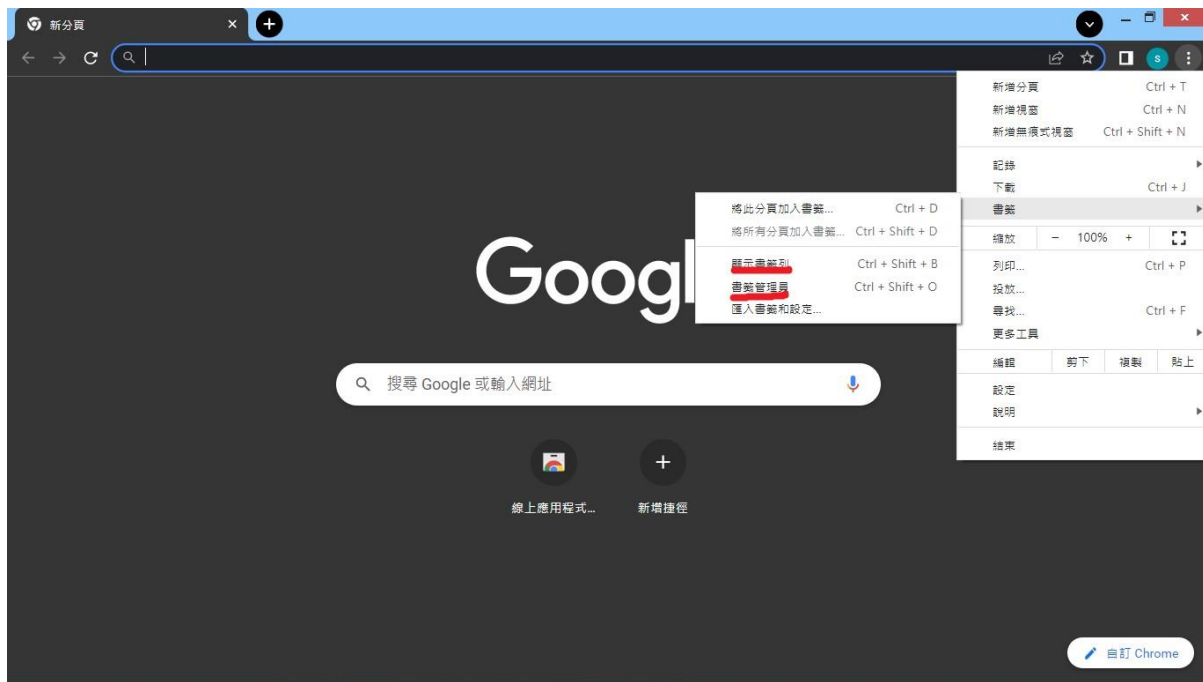 新分頁
新增分頁 Ctrl + T
新增視窗 Ctrl + N
新增無痕式視窗 Ctrl + Shift + N
記錄
下載 Ctrl + J
書籤
縮放 − 100% +
列印... Ctrl + P
投放...
尋找... Ctrl + F
更多工具
編輯 剪下 複製 貼上
設定
說明
結束
將此分頁加入書籤... Ctrl + D
將所有分頁加入書籤... Ctrl + Shift + D
顯示書籤列 Ctrl + Shift + B
書籤管理員 Ctrl + Shift + O
匯入書籤和設定...
Googl
搜尋 Google 或輸入網址
線上應用程式... 新增捷徑
自訂 Chrome
s